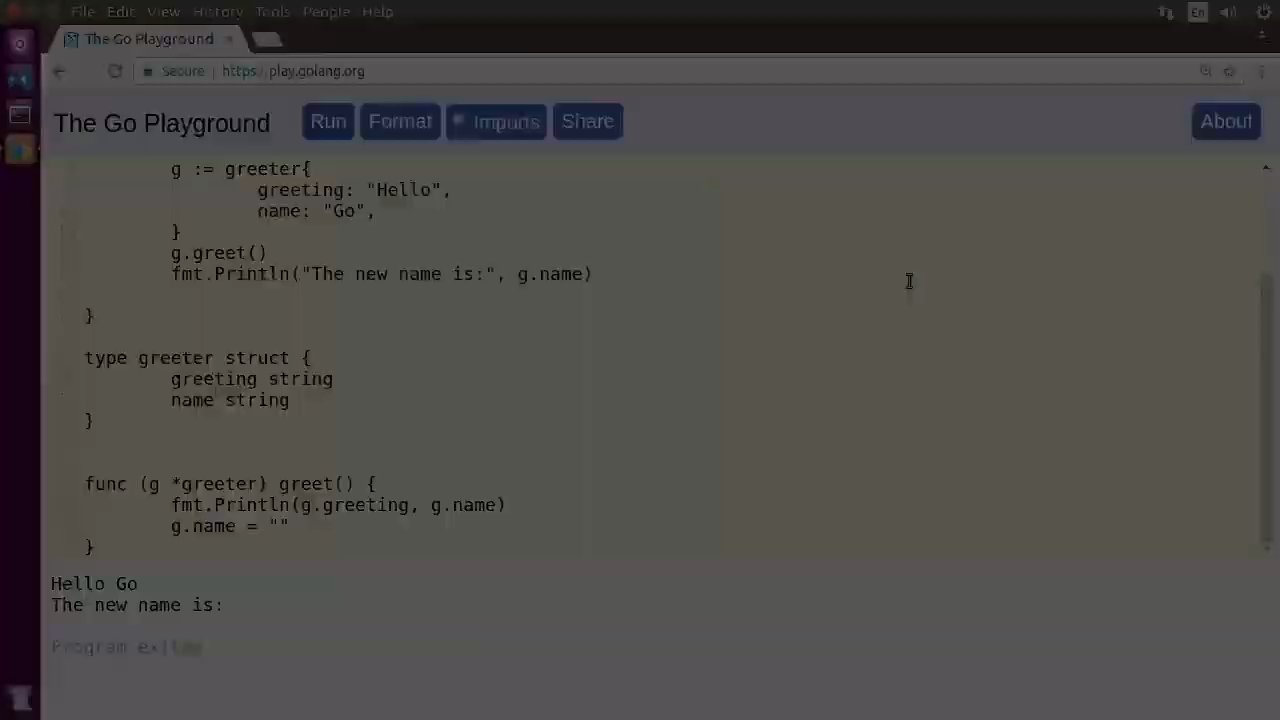 File Edit View History Tools People Help
En
The Go Playground
Secure https: play.golang.org
The Go Playground Run Format Imports Share About
g := greeter{
greeting: "Hello",
name: "Go",
}
g.greet()
fmt.Println("The new name is:", g.name)
}
type greeter struct {
greeting string
name string
}
func (g *greeter) greet() {
fmt.Println(g.greeting, g.name)
g.name = ""
}
Hello Go
The new name is:
Program